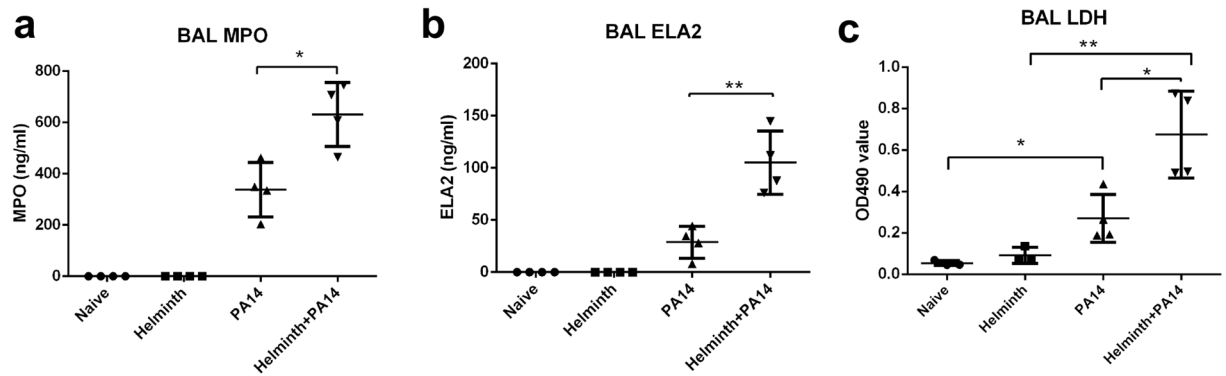 a
BAL MPO
*
MPO (ng/ml)
800
600
400
200
0
Naive
Helminth
PA14
Helminth+PA14
b
BAL ELA2
**
ELA2 (ng/ml)
200
150
100
50
0
Naive
Helminth
PA14
Helminth+PA14
c
BAL LDH
**
*
*
OD490 value
1.0
0.8
0.6
0.4
0.2
0.0
Naive
Helminth
PA14
Helminth+PA14